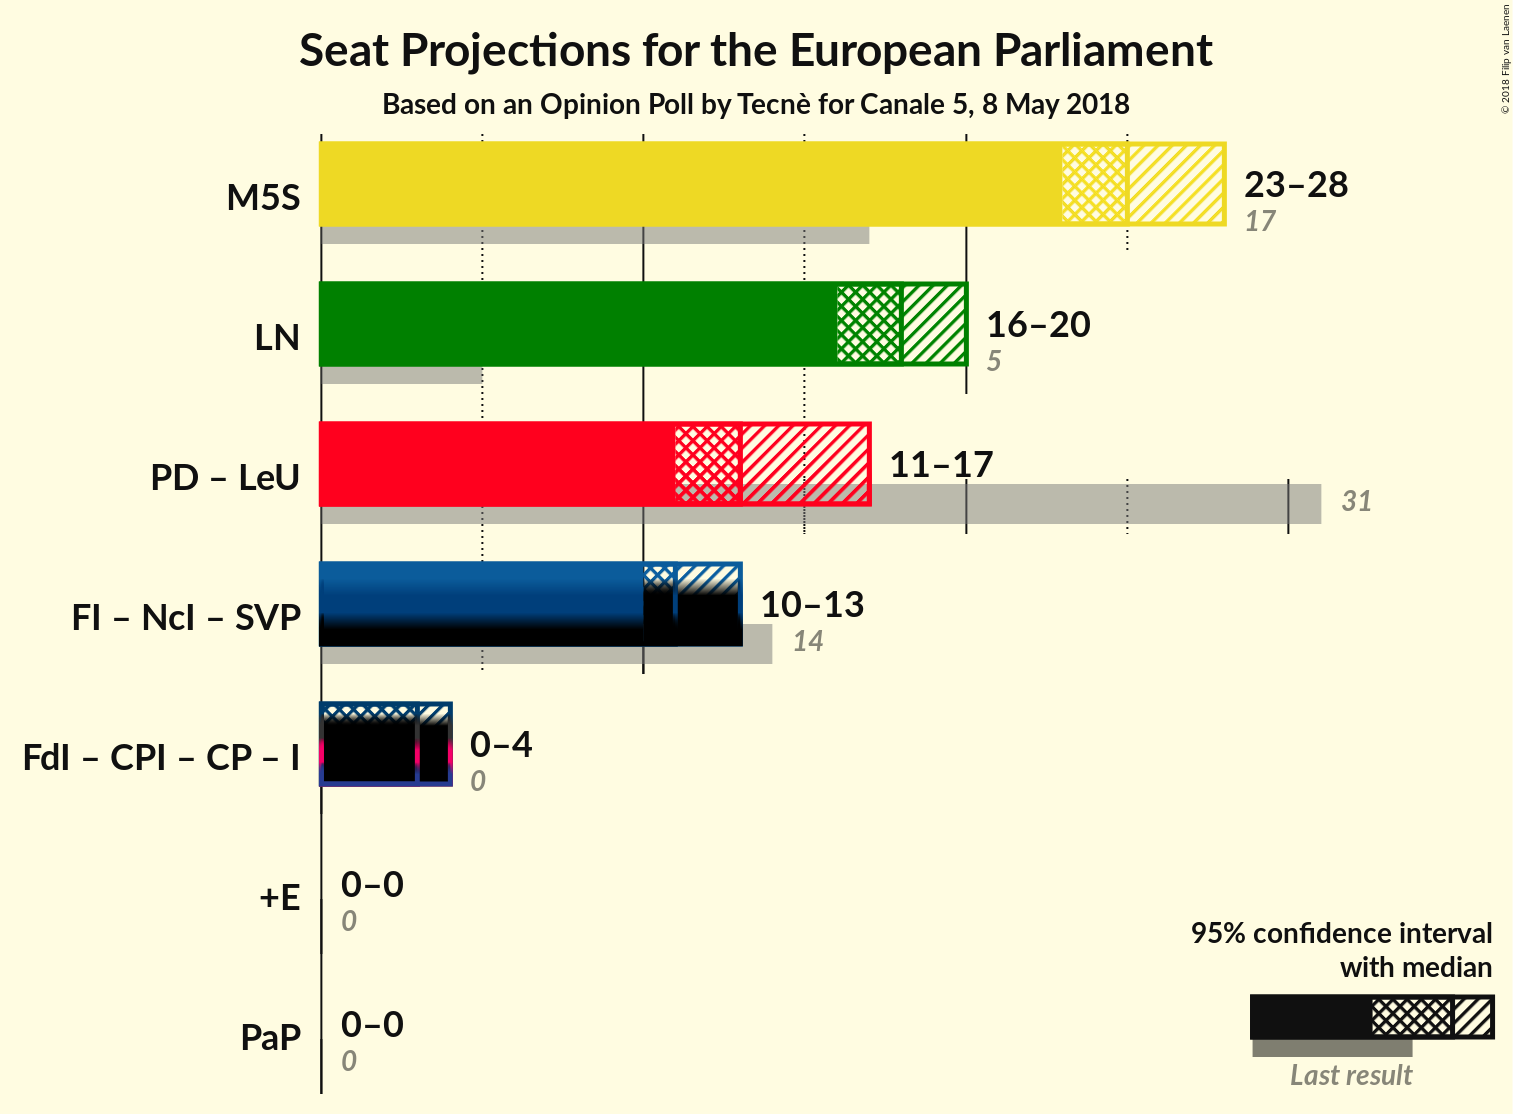 Seat Projections for the European Parliament
Based on an Opinion Poll by Tecnè for Canale 5, 8 May 2018
© 2018 Filip van Laenen
M5S
23–28
17
LN
16–20
5
PD – LeU
11–17
31
FI – NcI – SVP
10–13
14
FdI – CPI – CP – I
0–4
0
+E
0–0
0
PaP
0–0
0
95% confidence interval
with median
Last result